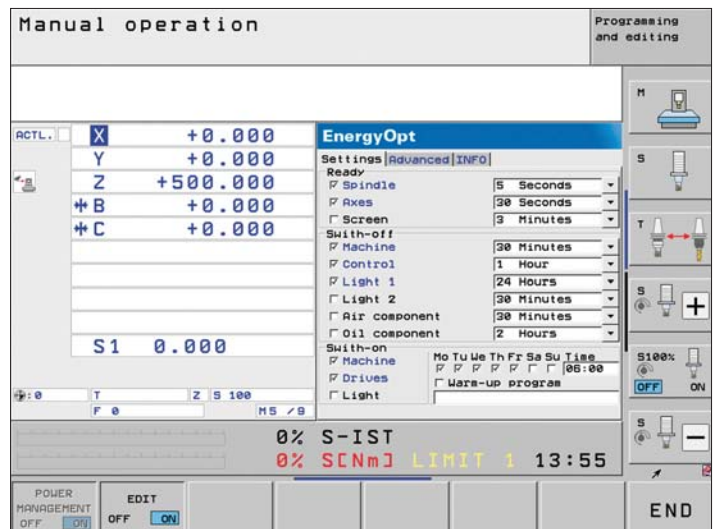 Manual operation
Programming
and editing
ACTL. X +0.000
Y +0.000
Z +500.000
B +0.000
C +0.000
S1 0.000
:0 T Z S 100
F 0 M5 /9
EnergyOpt
Settings Advanced INFO
Ready
Spindle 5 Seconds
Axes 30 Seconds
Screen 3 Minutes
Swith-off
Machine 30 Minutes
Control 1 Hour
Light 1 24 Hours
Light 2 30 Minutes
Air component 30 Minutes
Oil component 2 Hours
Swith-on
Mo Tu We Th Fr Sa Su Time
Machine 06:00
Drives Warm-up program
Light
0% S-IST
0% S[Nm] LIMIT 1 13:55
M
S
T
S +
S100%
OFF ON
S -
POWER
MANAGEMENT
OFF ON
EDIT
OFF ON
END